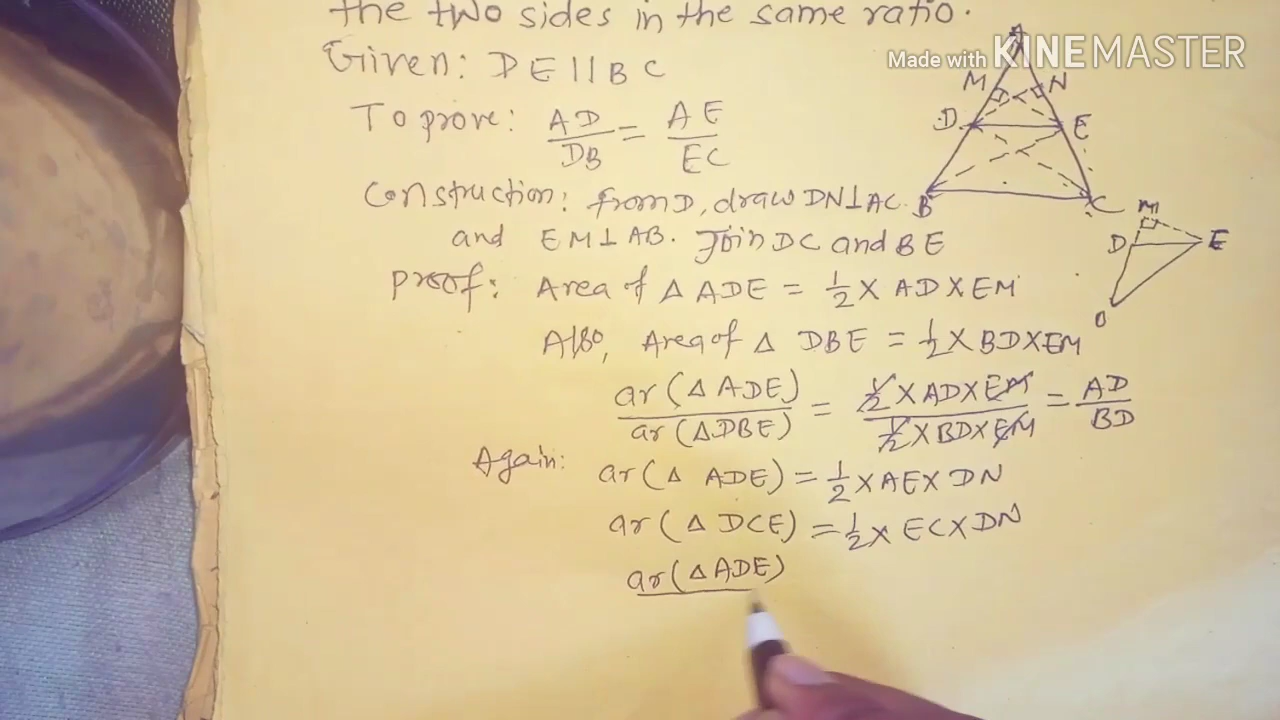 the two sides in the same ratio.
Made with KINEMASTER
Given: DE || BC
To prove: AD/DB = AE/EC
Construction: from D, draw DN ⊥ AC
and EM ⊥ AB. Join DC and BE
Proof: Area of Δ ADE = 1/2 × AD × EM
Also, Area of Δ DBE = 1/2 × BD × EM
ar(Δ ADE)/ar(ΔDBE) = 1/2 × AD × EM / 1/2 × BD × EM = AD/BD
Again: ar(Δ ADE) = 1/2 × AE × DN
ar(Δ DCE) = 1/2 × EC × DN
ar(Δ ADE)
A
M
N
D
E
B
C
M
D
E